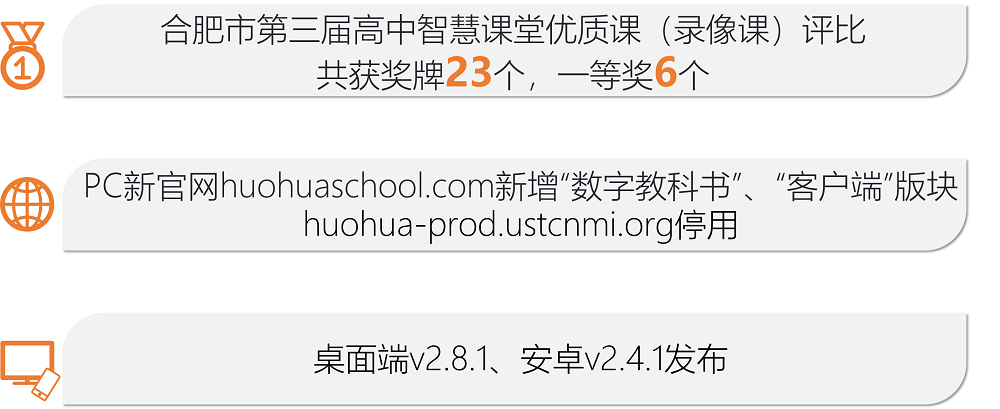 1
合肥市第三届高中智慧课堂优质课（录像课）评比
共获奖牌23个，一等奖6个
PC新官网huohuaschool.com新增“数字教科书”、“客户端”版块
huohua-prod.ustcnmi.org停用
桌面端v2.8.1、安卓v2.4.1发布